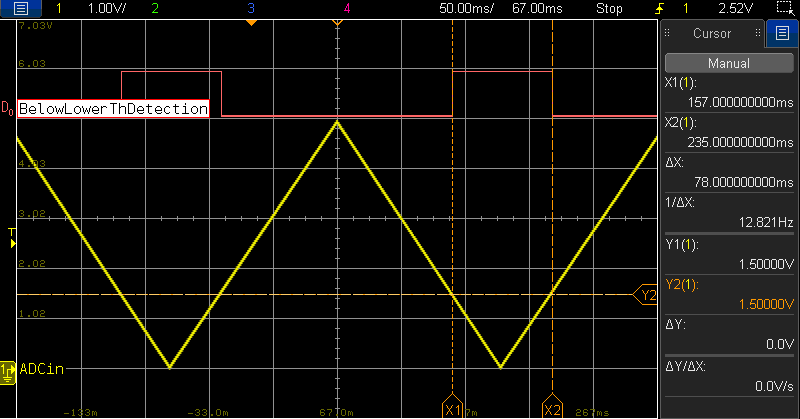 1 1.00V/ 2 3 4 50.00ms/ 67.00ms Stop 1 2.52V
7.03V
6.03
D0
BelowLowerThDetection
4.03
3.02
T
2.02
Y2
1.02
1
ADCin
-133m -33.0m 67.0m X1 7m X2 267ms
Cursor
Manual
X1(1):
157.000000000ms
X2(1):
235.000000000ms
ΔX:
78.000000000ms
1/ΔX:
12.821Hz
Y1(1):
1.50000V
Y2(1):
1.50000V
ΔY:
0.0V
ΔY/ΔX:
0.0V/s